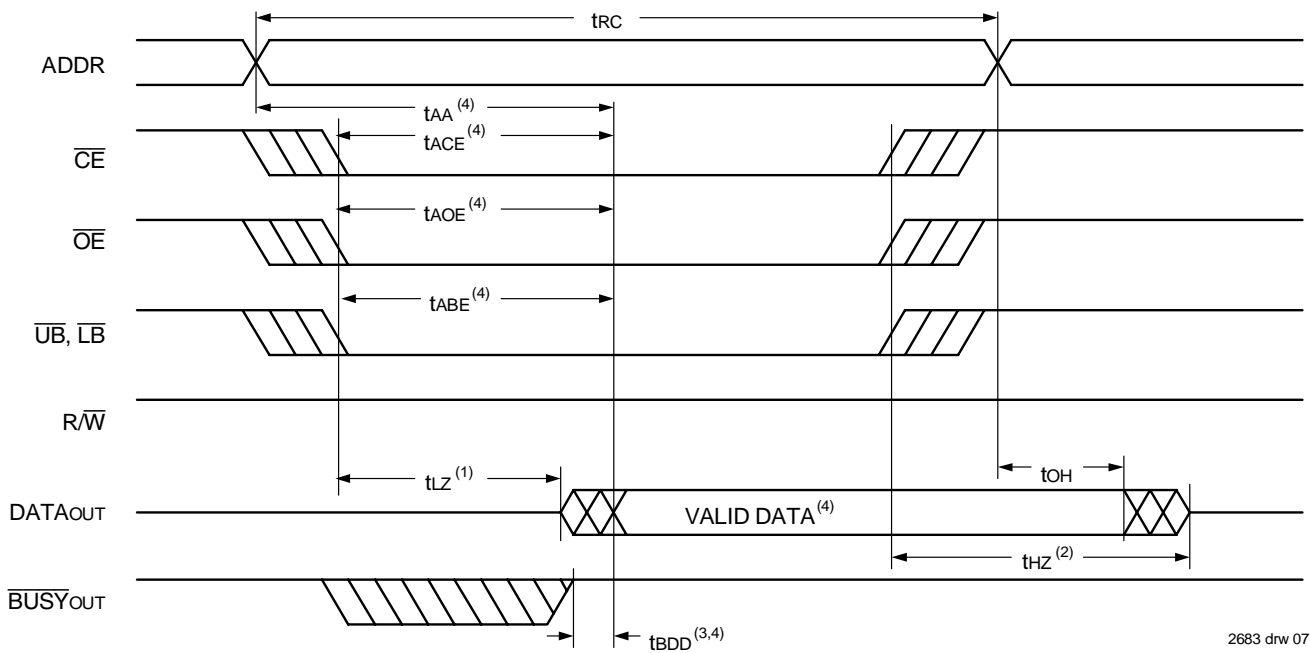 tRC
ADDR
tAA (4)
tACE (4)
CE
tAOE (4)
OE
tABE (4)
UB, LB
R/W
tLZ (1)
tOH
DATAOUT
VALID DATA(4)
tHZ (2)
BUSYOUT
tBDD (3,4)
2683 drw 07